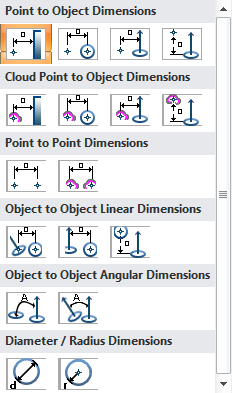 Point to Object Dimensions
Cloud Point to Object Dimensions
Point to Point Dimensions
Object to Object Linear Dimensions
Object to Object Angular Dimensions
A A
Diameter / Radius Dimensions
d r